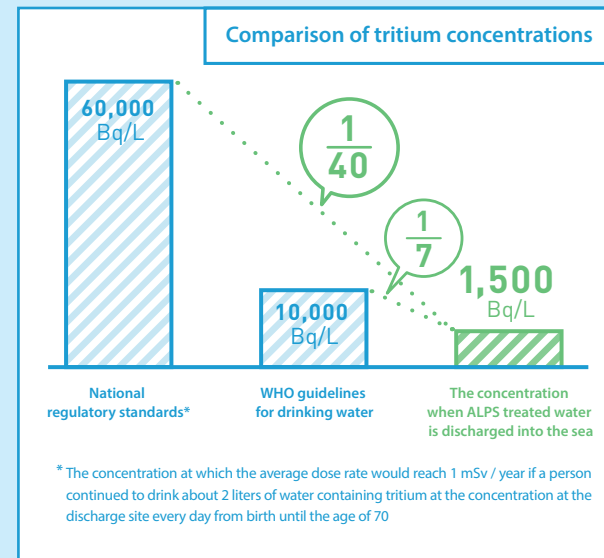 Comparison of tritium concentrations
60,000
Bq/L
1
40
1
7
1,500
Bq/L
10,000
Bq/L
National
regulatory standards*
WHO guidelines
for drinking water
The concentration
when ALPS treated water
is discharged into the sea
* The concentration at which the average dose rate would reach 1 mSv / year if a person
continued to drink about 2 liters of water containing tritium at the concentration at the
discharge site every day from birth until the age of 70